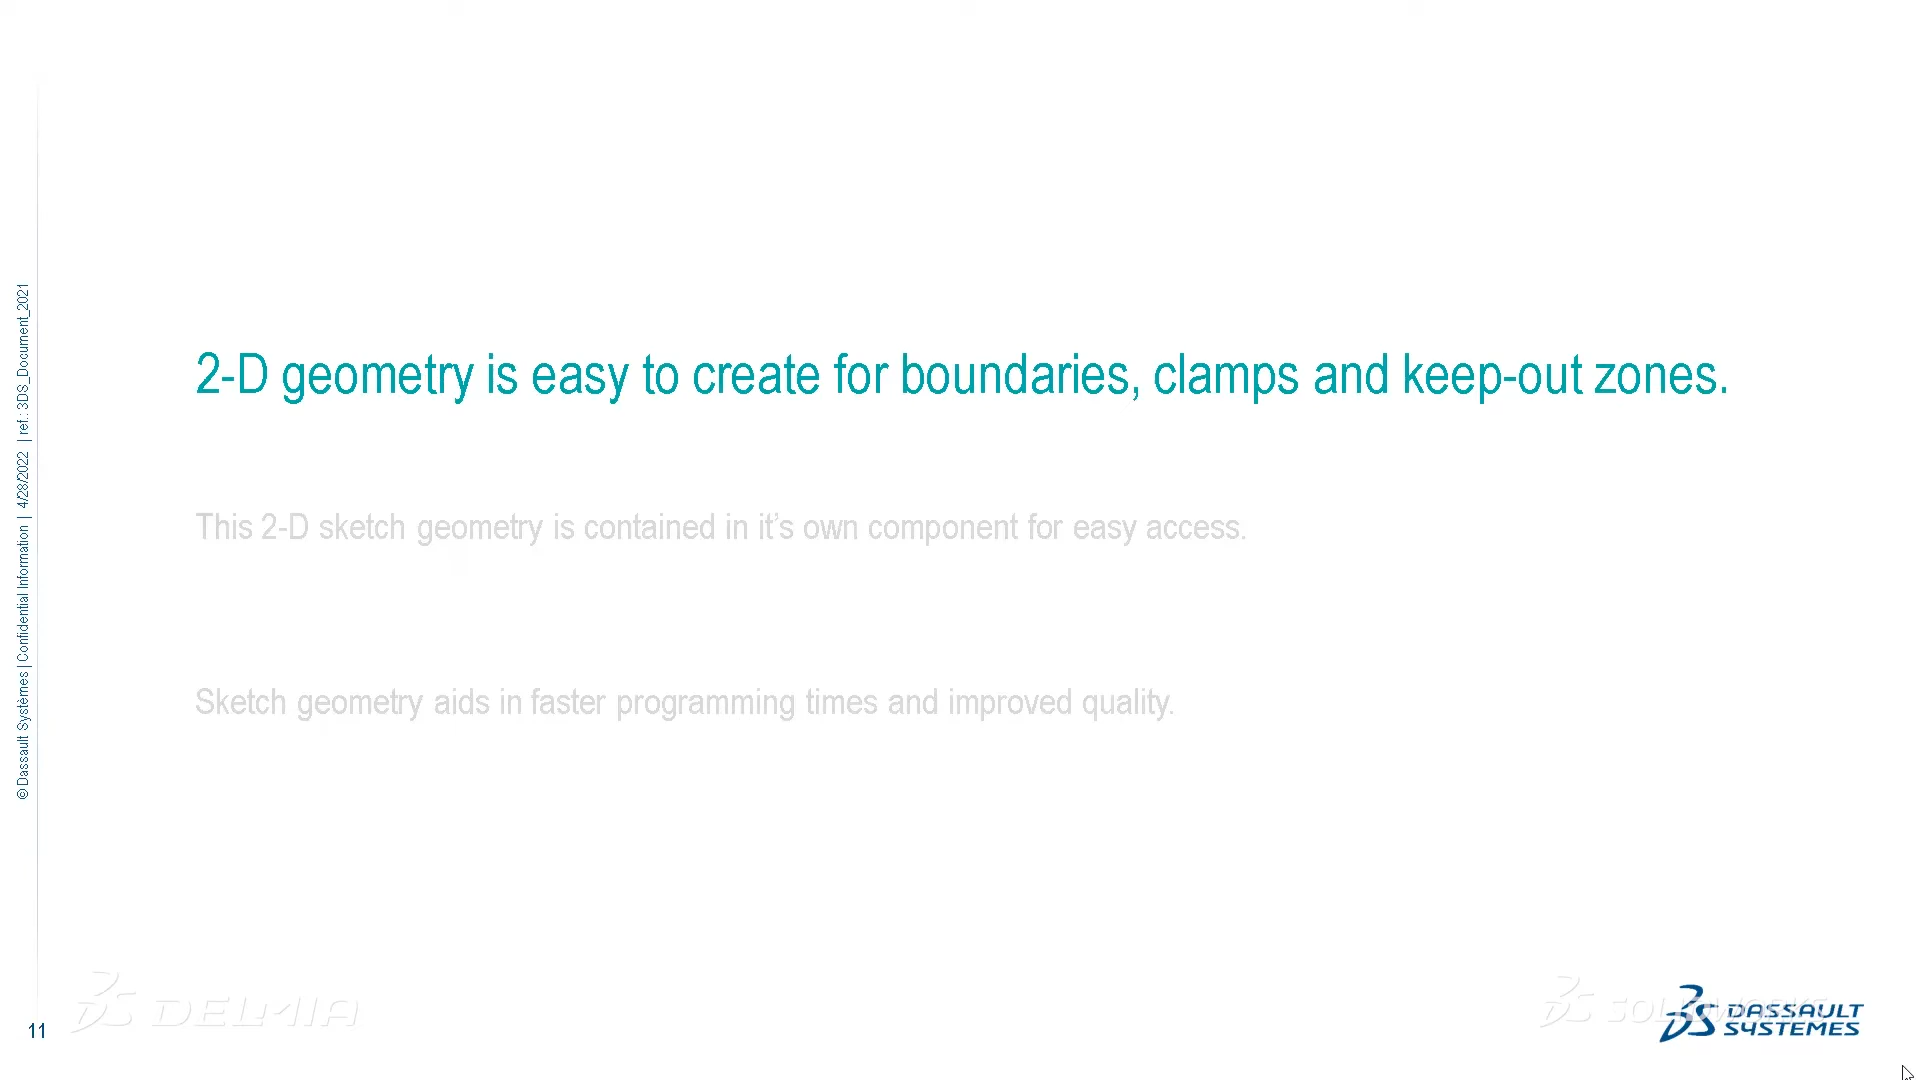 © Dassault Systèmes | Confidential Information | 4/28/2022 | ref.: 3DS_Document_2021
2-D geometry is easy to create for boundaries, clamps and keep-out zones.
This 2-D sketch geometry is contained in it’s own component for easy access.
Sketch geometry aids in faster programming times and improved quality.
DELMIA
SOLIDWORKS
DASSAULT
SYSTEMES
11